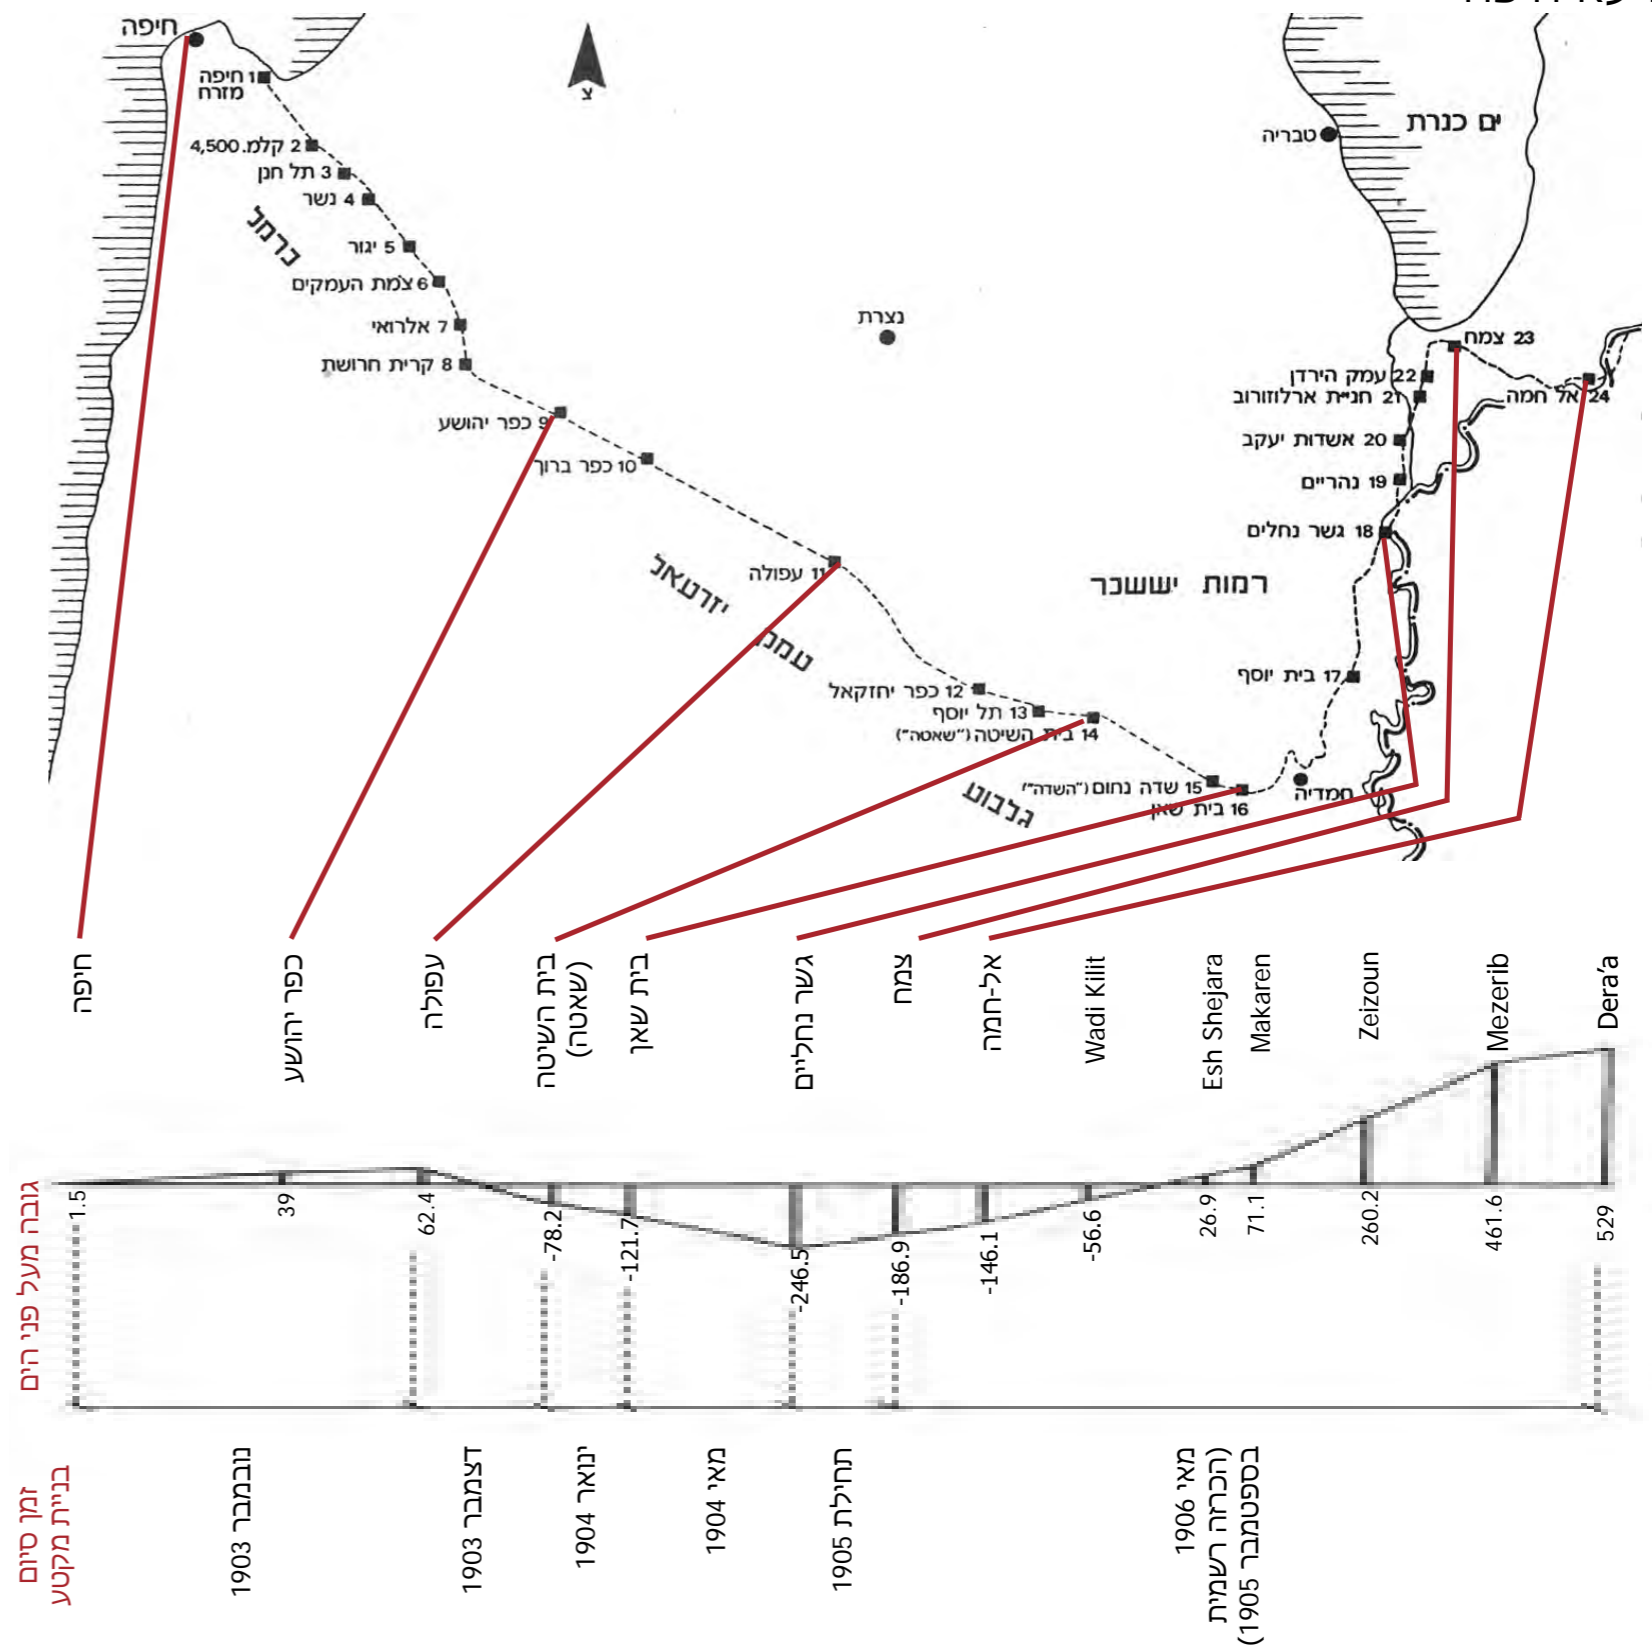 חיפה
1 חיפה
מזרח
2 קלמ. 4,500
3 תל חנן
4 נשר
כרמל
5 יגור
6 צמת העמקים
7 אלרואי
8 קרית חרושת
9 כפר יהושע
10 כפר ברוך
צ
נצרת
טבריה
ים כנרת
23 צמח
22 עמק הירדן
21 חניית ארלוזורוב
24 אל חמה
20 אשדות יעקב
19 נהריים
18 גשר נחלים
11 עפולה
עמק יזרעאל
רמות יששכר
17 בית יוסף
12 כפר יחזקאל
13 תל יוסף
14 בית השיטה ("שאטה")
15 שדה נחום ("השדה")
16 בית שאן
חמדיה
גלבוע
חיפה
כפר יהושע
עפולה
בית השיטה
(שאטה)
בית שאן
גשר נחליים
צמח
אל-חמה
Wadi Kilit
Esh Shejara
Makaren
Zeizoun
Mezerib
Dera'a
גובה מעל פני הים
1.5
39
62.4
-78.2
-121.7
-246.5
-186.9
-146.1
-56.6
26.9
71.1
260.2
461.6
529
זמן סיום
בניית מקטע
נובמבר 1903
דצמבר 1903
ינואר 1904
מאי 1904
תחילת 1905
מאי 1906
(הכרזה רשמית
בספטמבר 1905)